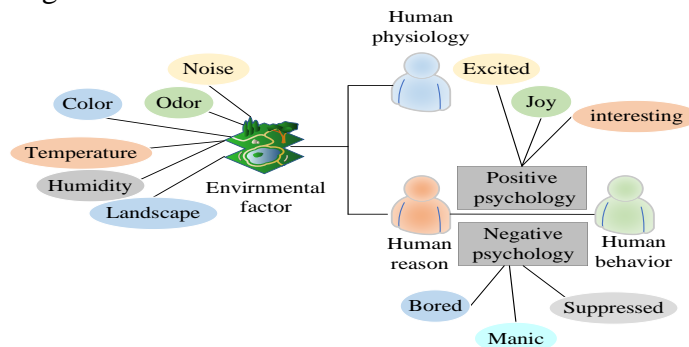 Human
physiology
Noise
Excited
Color
Odor
Joy
interesting
Temperature
Humidity
Envirnmental
factor
Landscape
Positive
psychology
Human
reason
Negative
psychology
Human
behavior
Bored
Suppressed
Manic